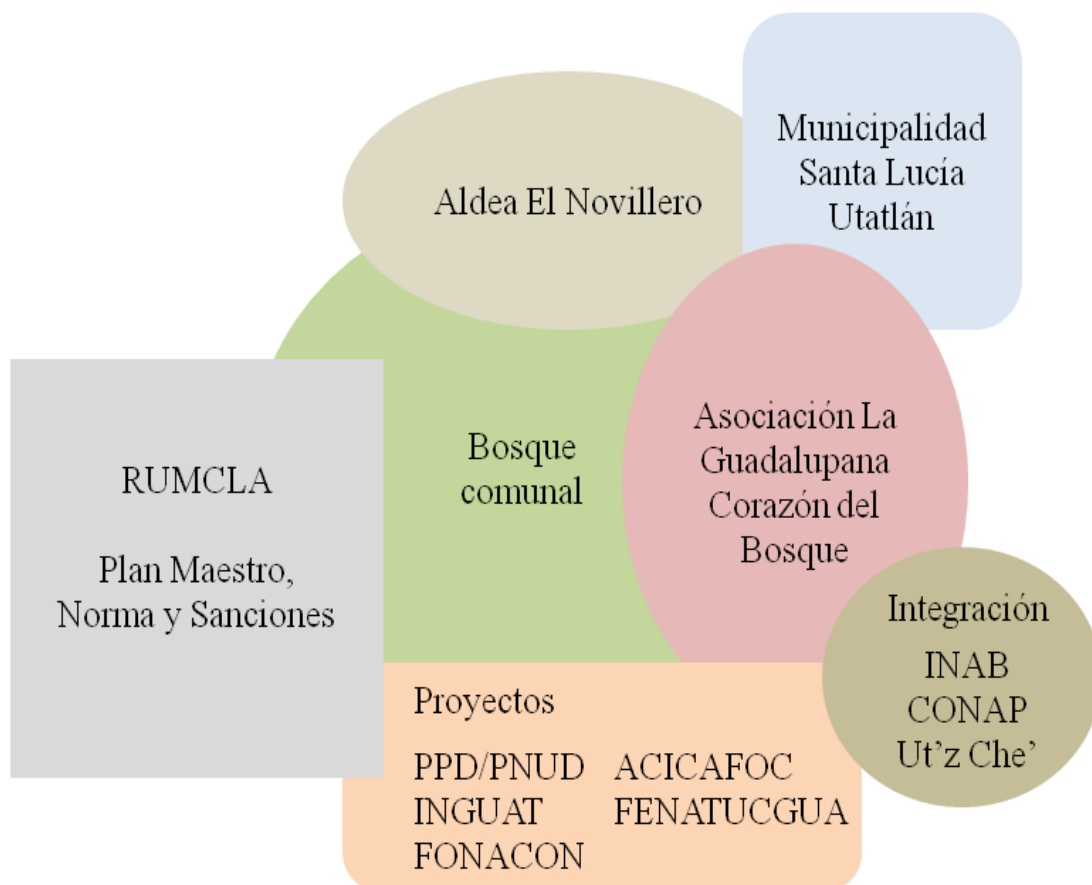 Municipalidad
Santa Lucía
Utatlán
Aldea El Novillero
Bosque
comunal
Asociación La
Guadalupana
Corazón del
Bosque
RUMCLA
Plan Maestro,
Norma y Sanciones
Integración
INAB
CONAP
Ut’z Che’
Proyectos
PPD/PNUD ACICAFOC
INGUAT FENATUCGUA
FONACON